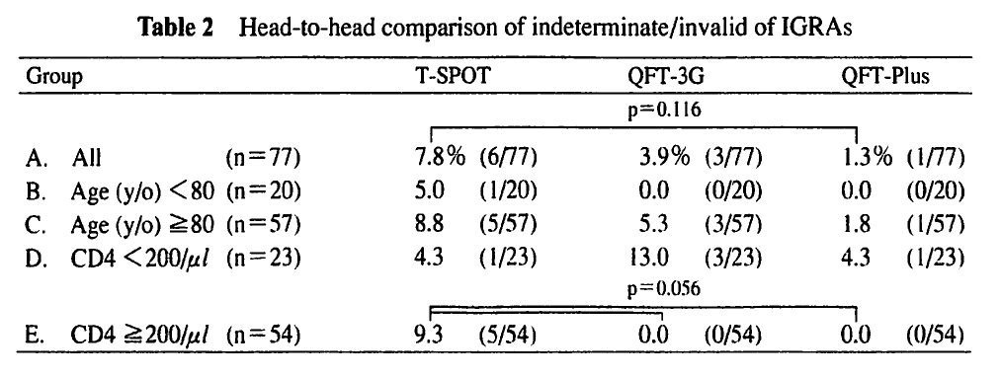 Table 2 Head-to-head comparison of indeterminate/invalid of IGRAs
Group T-SPOT QFT-3G QFT-Plus
p=0.116
A. All (n=77) 7.8% (6/77) 3.9% (3/77) 1.3% (1/77)
B. Age (y/o) <80 (n=20) 5.0 (1/20) 0.0 (0/20) 0.0 (0/20)
C. Age (y/o) ≧80 (n=57) 8.8 (5/57) 5.3 (3/57) 1.8 (1/57)
D. CD4 <200/μl (n=23) 4.3 (1/23) 13.0 (3/23) 4.3 (1/23)
p=0.056
E. CD4 ≧200/μl (n=54) 9.3 (5/54) 0.0 (0/54) 0.0 (0/54)